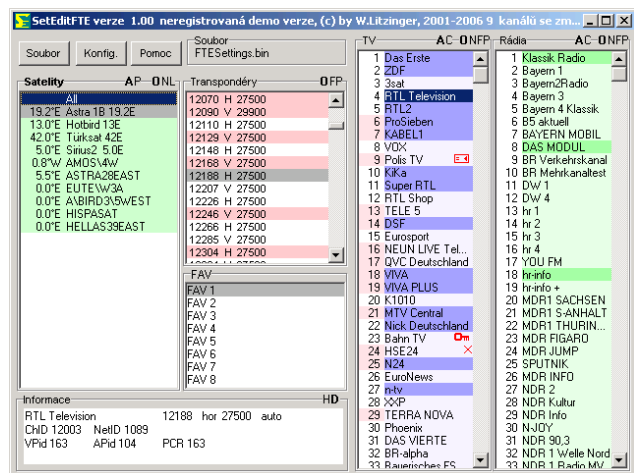 SetEditFTE verze 1.00 neregistrovaná demo verze, (c) by W.Litzinger, 2001-2006 9 kanálů se zm...
Soubor
Konfig.
Pomoc
Soubor
FTESettings.bin
Satelity AP ONL
All
19.2°E Astra 1B 19.2E
13.0°E Hotbird 13E
42.0°E Türksat 42E
5.0°E Sirius2 5.0E
0.8°W AMOS\4W
5.5°E ASTRA28EAST
0.0°E EUTE\W3A
0.0°E A\BIRD3\5WEST
0.0°E HISPASAT
0.0°E HELLAS39EAST
Transpondéry OFP
12070 H 27500
12090 V 29900
12110 H 27500
12129 V 27500
12148 H 27500
12168 V 27500
12188 H 27500
12207 V 27500
12226 H 27500
12246 V 27500
12266 H 27500
12285 V 27500
12304 H 27500
FAV
FAV 1
FAV 2
FAV 3
FAV 4
FAV 5
FAV 6
FAV 7
FAV 8
Informace HD
RTL Television 12188 hor 27500 auto
ChID 12003 NetID 1089
VPid 163 APid 104 PCR 163
TV AC ONFP
1 Das Erste
2 ZDF
3 3sat
4 RTL Television
5 RTL2
6 ProSieben
7 KABEL1
8 VOX
9 Polis TV
10 KiKa
11 Super RTL
12 RTL Shop
13 TELE 5
14 DSF
15 Eurosport
16 NEUN LIVE Tel...
17 QVC Deutschland
18 VIVA
19 VIVA PLUS
20 K1010
21 MTV Central
22 Nick Deutschland
23 Bahn TV
24 HSE24
25 N24
26 EuroNews
27 n-tv
28 XXP
29 TERRA NOVA
30 Phoenix
31 DAS VIERTE
32 BR-alpha
33 Bayerisches FS
Rádia AC ONFP
1 Klassik Radio
2 Bayern 1
3 Bayern2Radio
4 Bayern 3
5 Bayern 4 Klassik
6 B5 aktuell
7 BAYERN MOBIL
8 DAS MODUL
9 BR Verkehrskanal
10 BR Mehrkanaltest
11 DW 1
12 DW 4
13 hr 1
14 hr 2
15 hr 3
16 hr 4
17 YOU FM
18 hr-info
19 hr-info +
20 MDR1 SACHSEN
21 MDR1 S-ANHALT
22 MDR1 THURIN...
23 MDR FIGARO
24 MDR JUMP
25 SPUTNIK
26 MDR INFO
27 NDR 2
28 NDR Kultur
29 NDR Info
30 N-JOY
31 NDR 90,3
32 NDR 1 Welle Nord
33 NDR 1 Radio MV